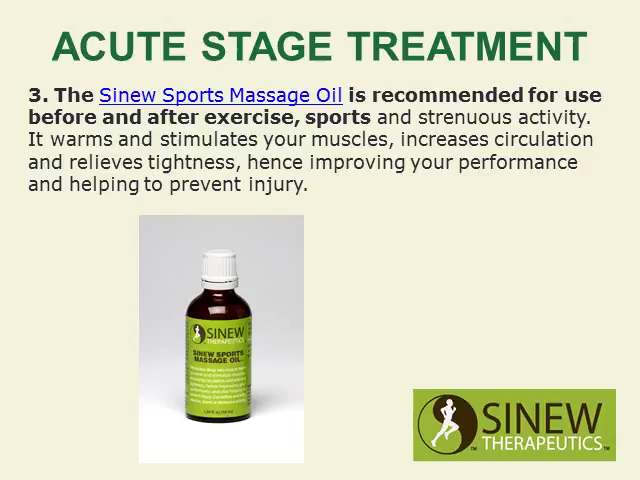 ACUTE STAGE TREATMENT
3. The Sinew Sports Massage Oil is recommended for use
before and after exercise, sports and strenuous activity.
It warms and stimulates your muscles, increases circulation
and relieves tightness, hence improving your performance
and helping to prevent injury.
SINEW
THERAPEUTICS
SINEW SPORTS
MASSAGE OIL
SINEW
THERAPEUTICS